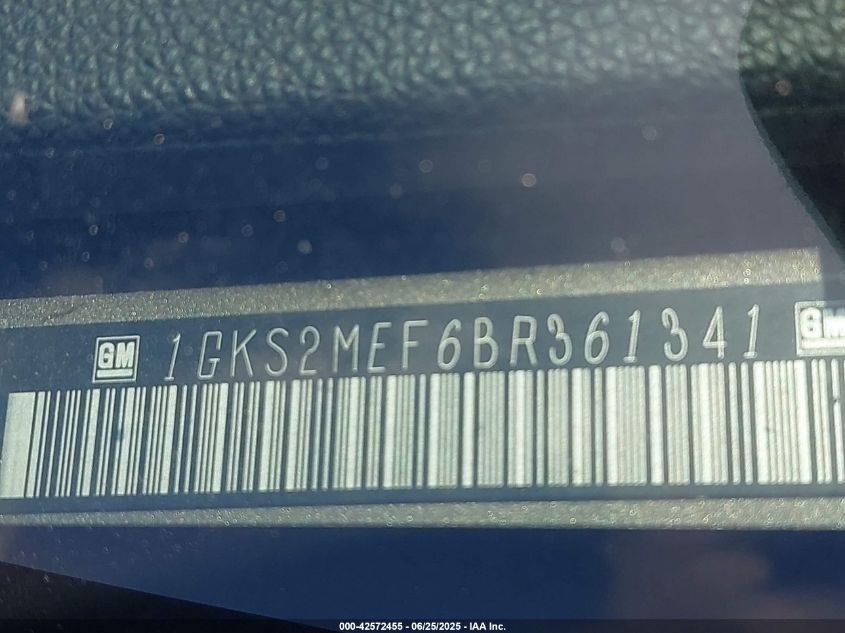 GM 1GKS2MEF6BR361341 GM
000-42572455 - 06/25/2025 - IAA Inc.